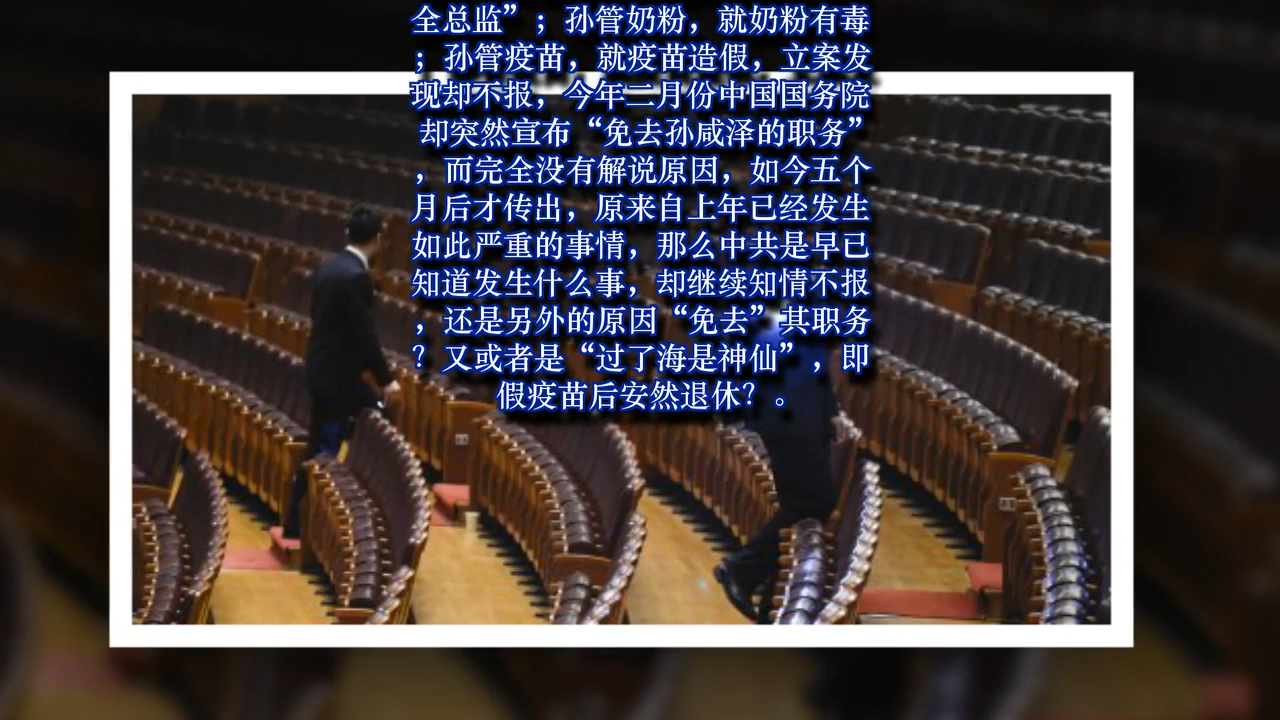 全总监”；孙管奶粉，就奶粉有毒
；孙管疫苗，就疫苗造假，立案发
现却不报，今年二月份中国国务院
却突然宣布“免去孙咸泽的职务”
，而完全没有解说原因，如今五个
月后才传出，原来自上年已经发生
如此严重的事情，那么中共是早已
知道发生什么事，却继续知情不报
，还是另外的原因“免去”其职务
？又或者是“过了海是神仙”，即
假疫苗后安然退休？。